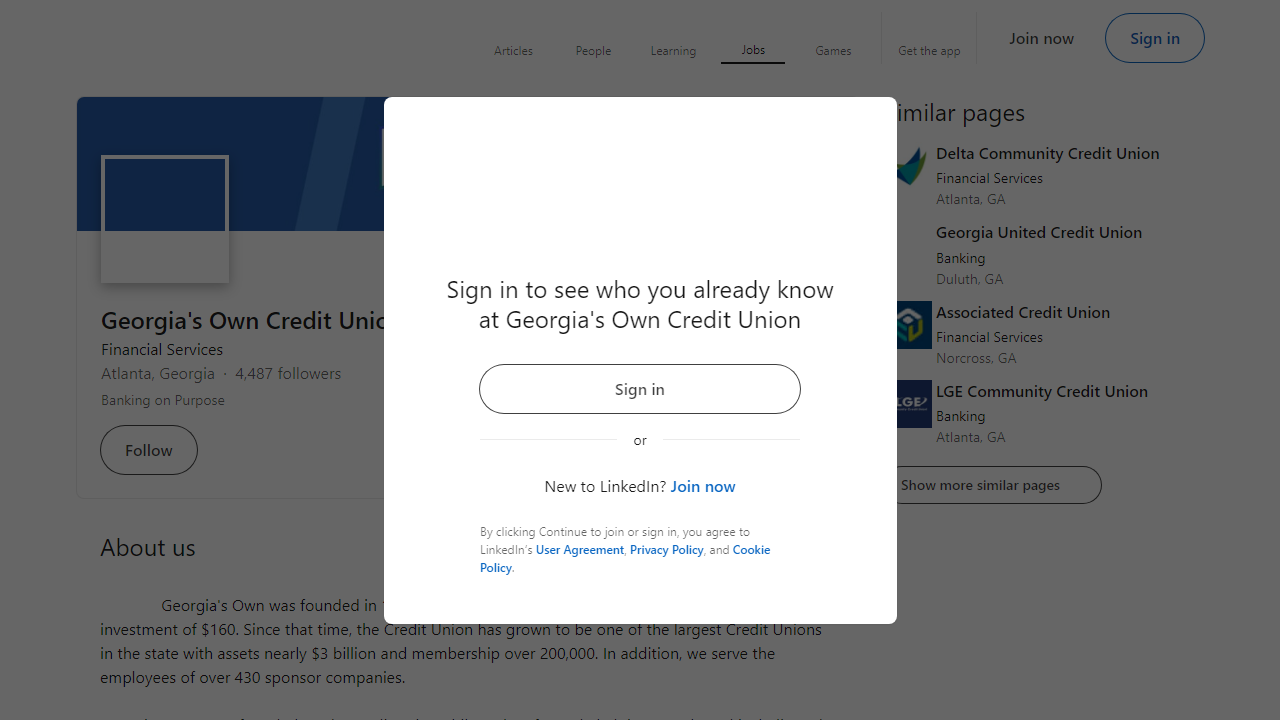 Articles
People
Learning
Jobs
Games
Get the app
Join now
Sign in
Georgia's Own Credit
Financial Services
Atlanta, Georgia · 4,487 followers
Banking on Purpose
Follow
Sign in to see who you already know
at Georgia's Own Credit Union
Sign in
or
New to LinkedIn? Join now
By clicking Continue to join or sign in, you agree to
LinkedIn's User Agreement, Privacy Policy, and Cookie
Policy.
pages
Delta Community Credit Union
Financial Services
Atlanta, GA
Georgia United Credit Union
Banking
Duluth, GA
Associated Credit Union
Financial Services
Norcross, GA
LGE
LGE Community Credit Union
Banking
Atlanta, GA
Show more similar pages
About us
Georgia's Own was founded in
investment of $160. Since that time, the Credit Union has grown to be one of the largest Credit Unions
in the state with assets nearly $3 billion and membership over 200,000. In addition, we serve the
employees of over 430 sponsor companies.